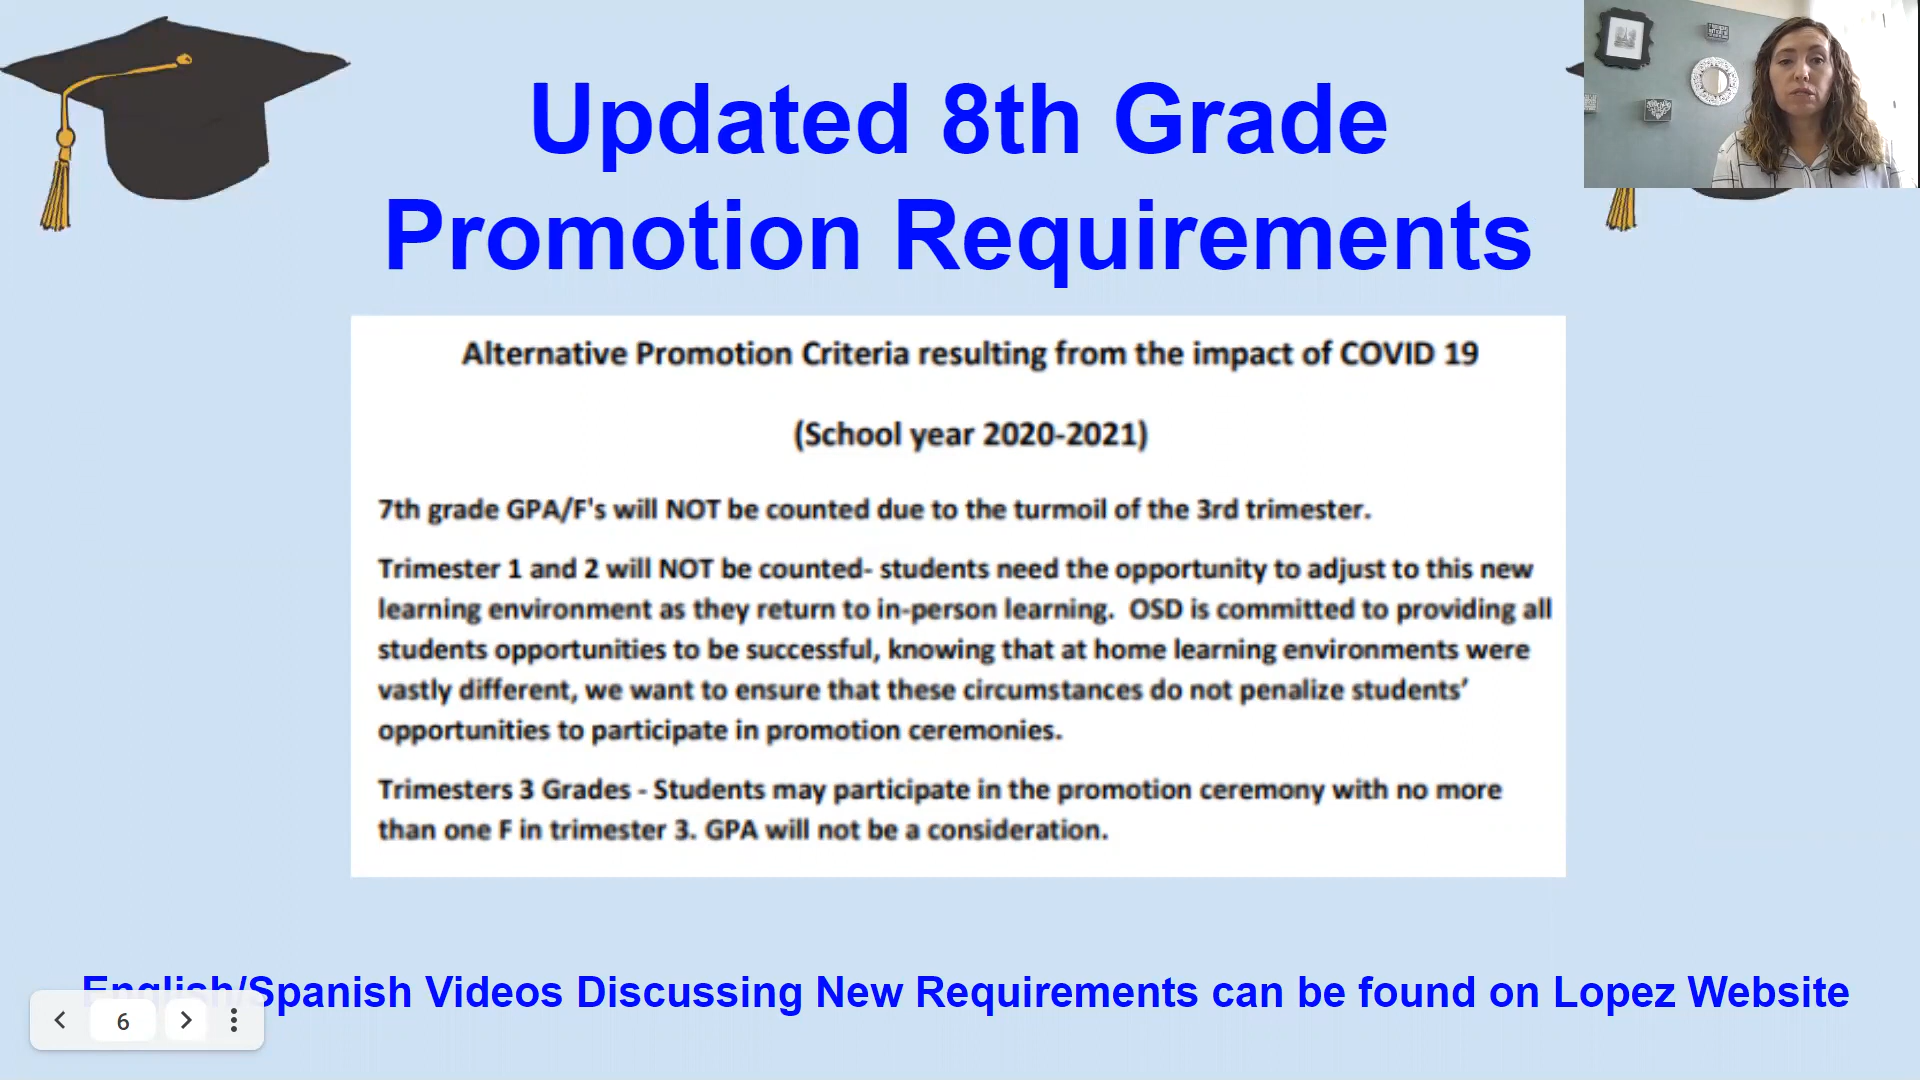 Updated 8th Grade
Promotion Requirements
Alternative Promotion Criteria resulting from the impact of COVID 19
(School year 2020-2021)
7th grade GPA/F's will NOT be counted due to the turmoil of the 3rd trimester.
Trimester 1 and 2 will NOT be counted- students need the opportunity to adjust to this new
learning environment as they return to in-person learning.  OSD is committed to providing all
students opportunities to be successful, knowing that at home learning environments were
vastly different, we want to ensure that these circumstances do not penalize students’
opportunities to participate in promotion ceremonies.
Trimesters 3 Grades - Students may participate in the promotion ceremony with no more
than one F in trimester 3. GPA will not be a consideration.
English/Spanish Videos Discussing New Requirements can be found on Lopez Website
6